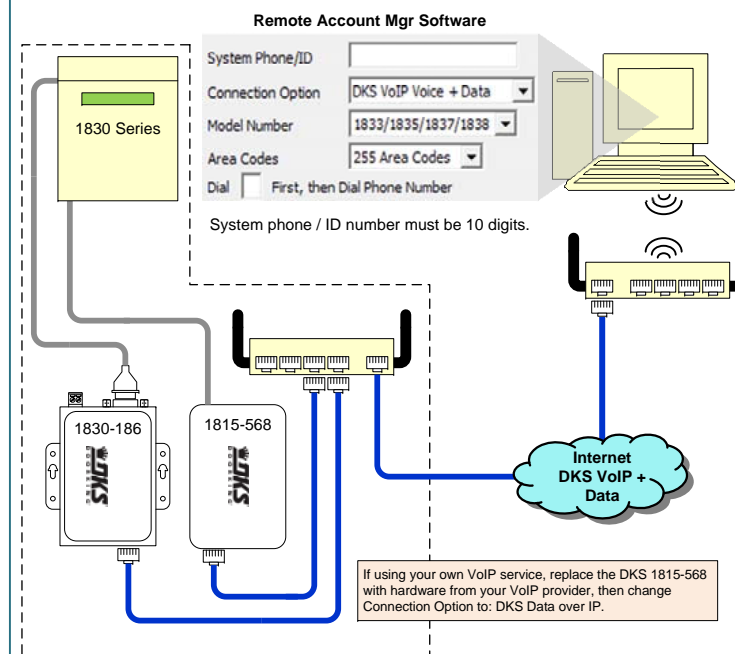 Remote Account Mgr Software
System Phone/ID
Connection Option DKS VoIP Voice + Data
Model Number 1833/1835/1837/1838
Area Codes 255 Area Codes
Dial First, then Dial Phone Number
System phone / ID number must be 10 digits.
1830 Series
1830-186
DKS
DOORKING
1815-568
DKS
DOORKING
Internet
DKS VoIP +
Data
If using your own VoIP service, replace the DKS 1815-568
with hardware from your VoIP provider, then change
Connection Option to: DKS Data over IP.